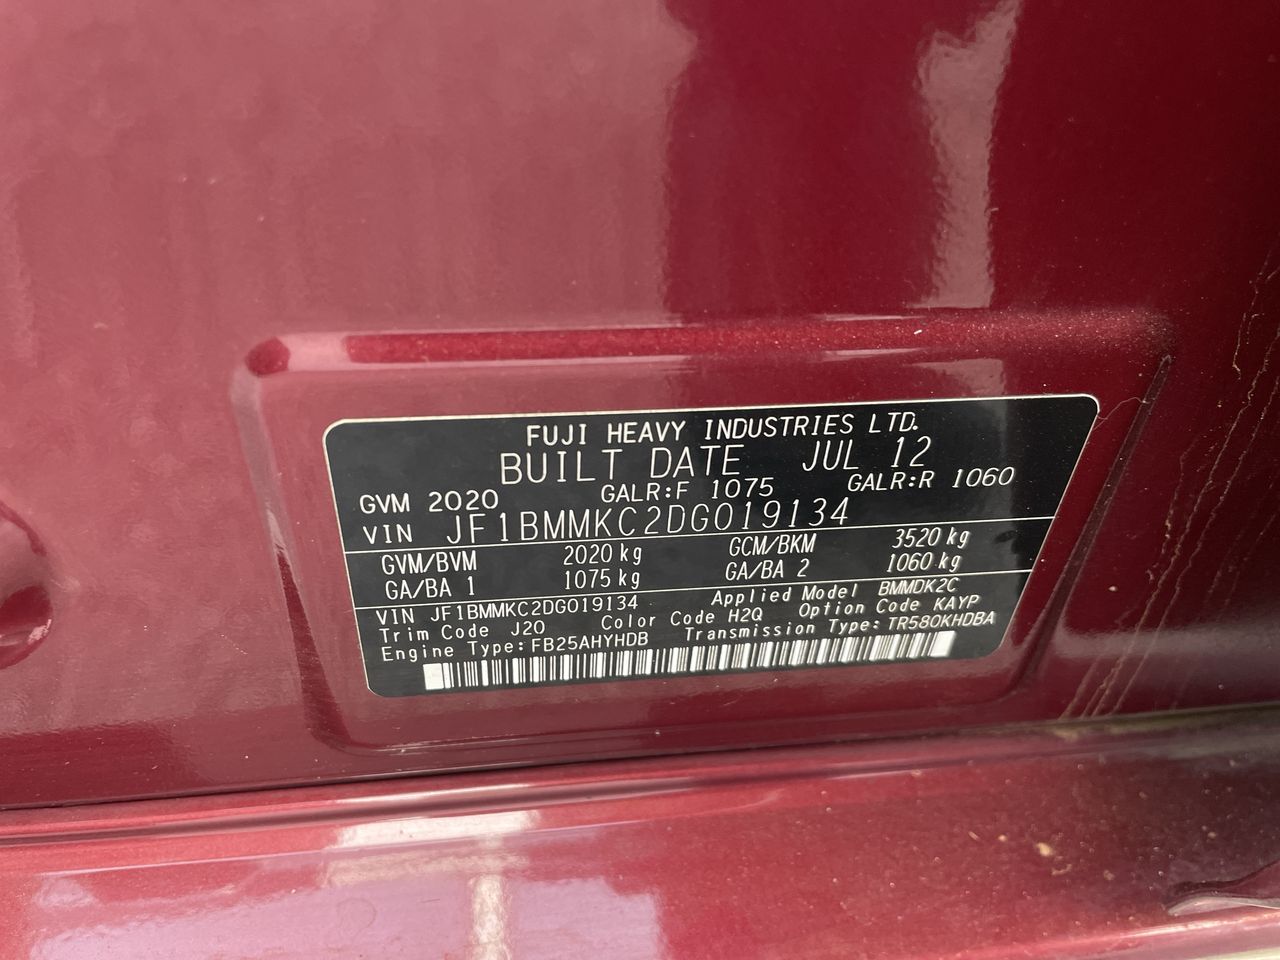 FUJI HEAVY INDUSTRIES LTD.
BUILT DATE JUL 12
GVM 2020 GALR:F 1075 GALR:R 1060
VIN JF1BMMKC2DG019134
GVM/BVM 2020 kg GCM/BKM 3520 kg
GA/BA 1 1075 kg GA/BA 2 1060 kg
VIN JF1BMMKC2DG019134 Applied Model BMMDK2C
Trim Code J20 Color Code H2Q Option Code KAYP
Engine Type:FB25AHYHDB Transmission Type:TR580KHDBA